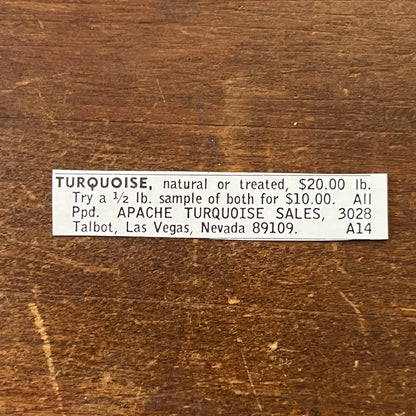 TURQUOISE, natural or treated, $20.00 lb.
Try a ½ lb. sample of both for $10.00. All
Ppd. APACHE TURQUOISE SALES, 3028
Talbot, Las Vegas, Nevada 89109. A14